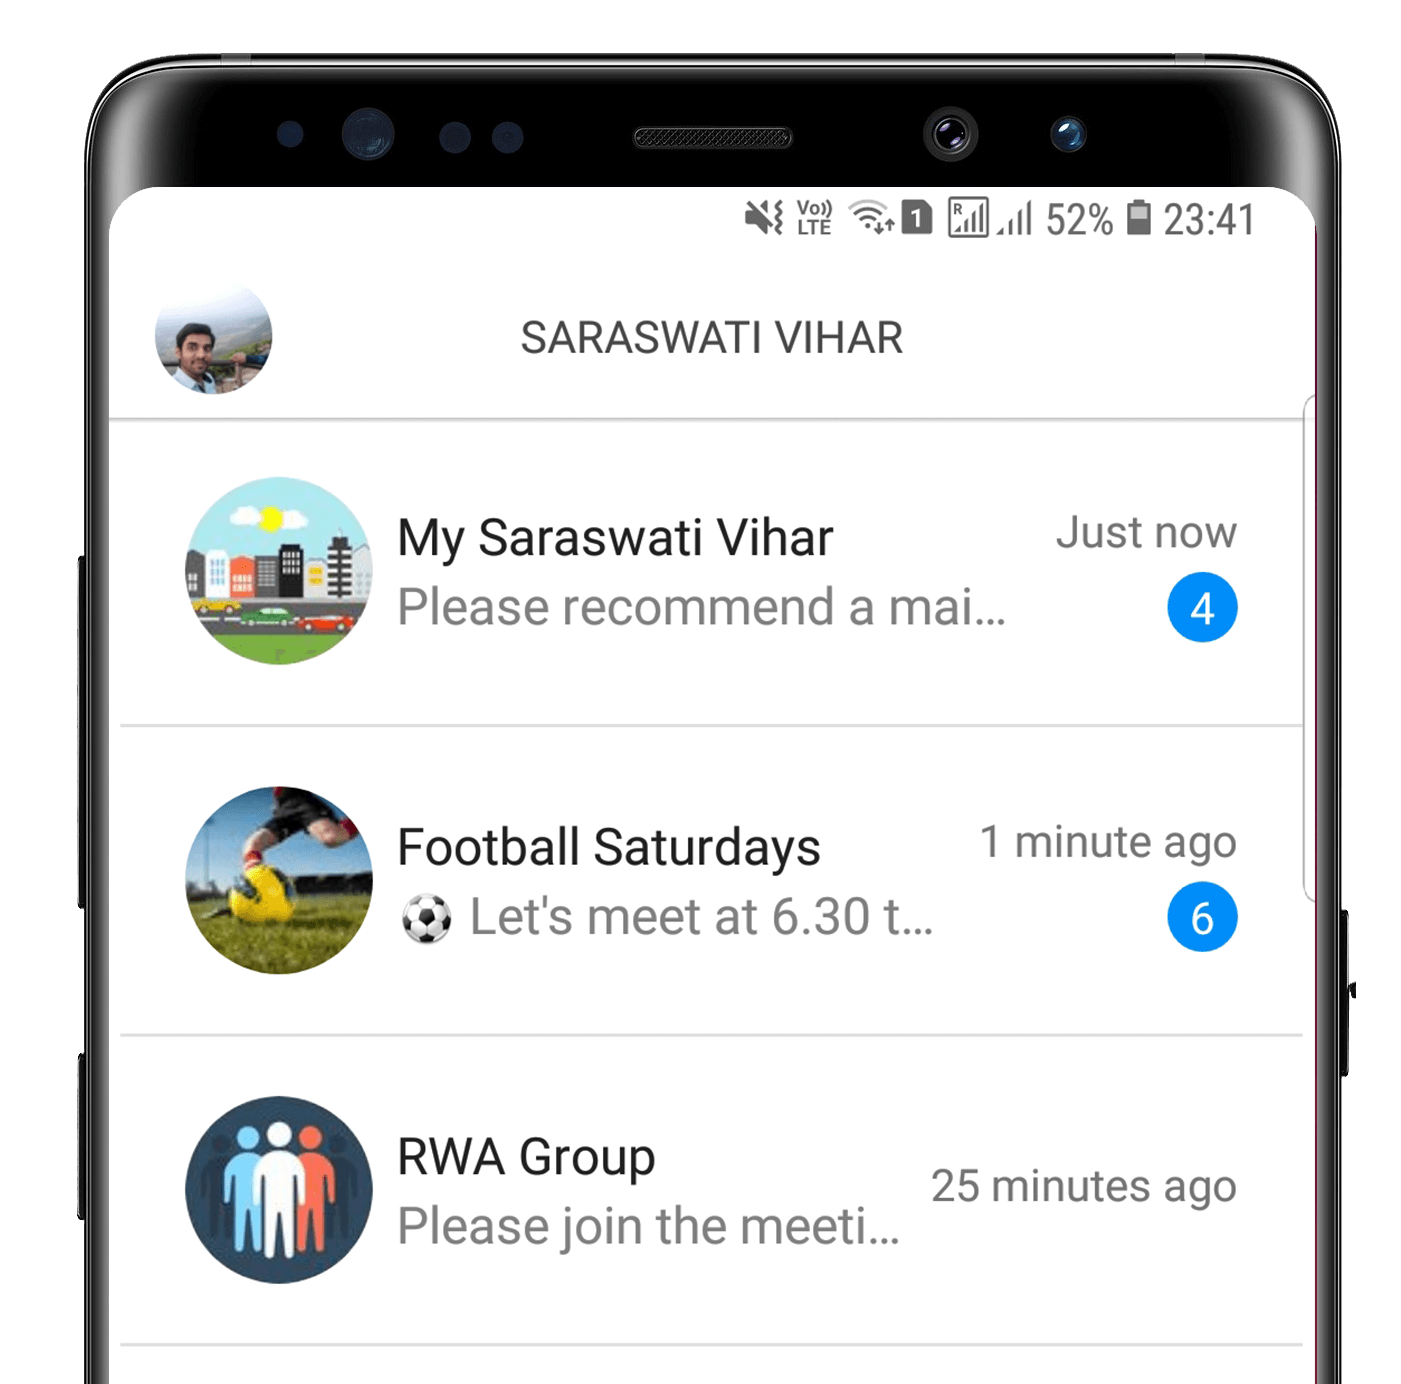 Vo)) LTE 1 R 52% 23:41
SARASWATI VIHAR
My Saraswati Vihar
Just now
Please recommend a mai...
4
Football Saturdays
1 minute ago
⚽ Let's meet at 6.30 t...
6
RWA Group
25 minutes ago
Please join the meeti...